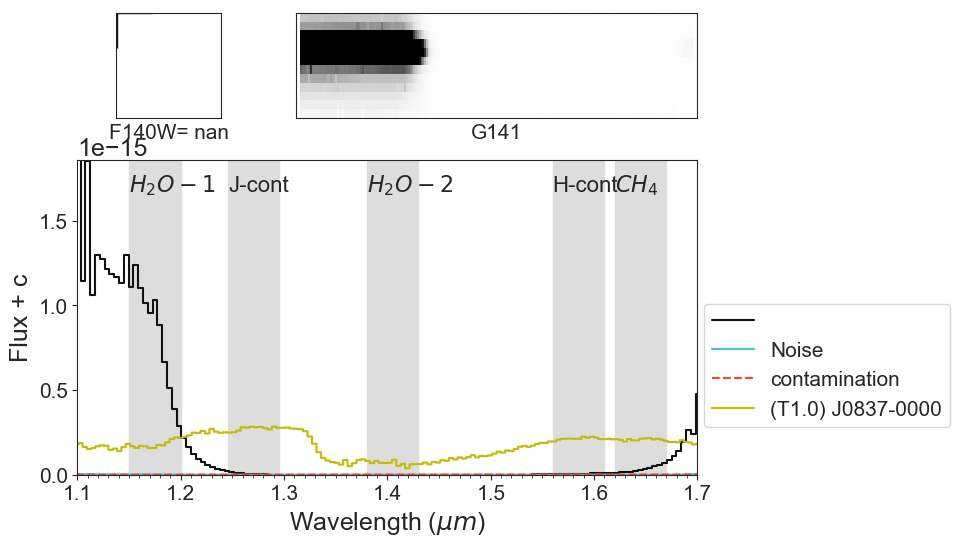 F140W= nan
G141
1e−15
H₂O − 1 J-cont H₂O − 2 H-cont CH₄
1.5
1.0
0.5
0.0
Flux + c
1.1 1.2 1.3 1.4 1.5 1.6 1.7
Wavelength (μm)
Noise
contamination
(T1.0) J0837-0000